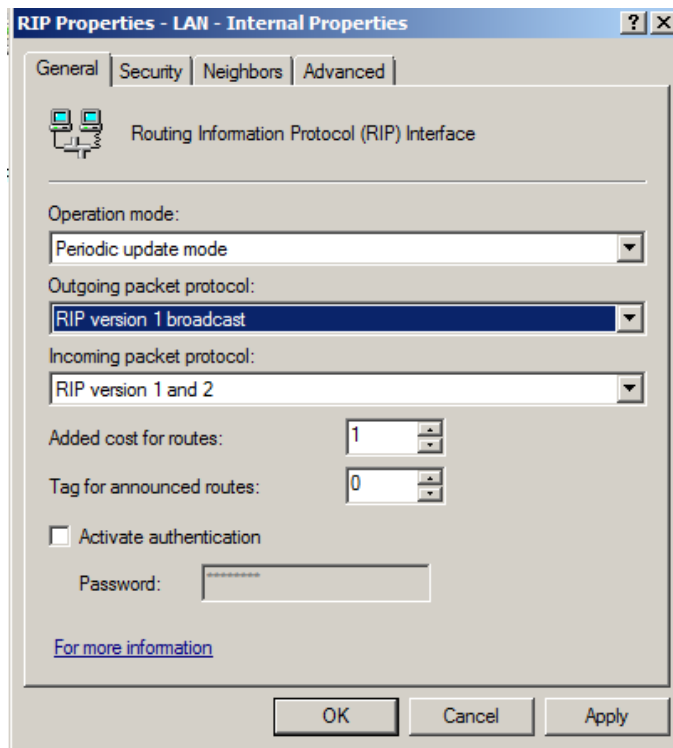 RIP Properties - LAN - Internal Properties
General Security Neighbors Advanced
Routing Information Protocol (RIP) Interface
Operation mode:
Periodic update mode
Outgoing packet protocol:
RIP version 1 broadcast
Incoming packet protocol:
RIP version 1 and 2
Added cost for routes: 1
Tag for announced routes: 0
Activate authentication
Password: ********
For more information
OK Cancel Apply